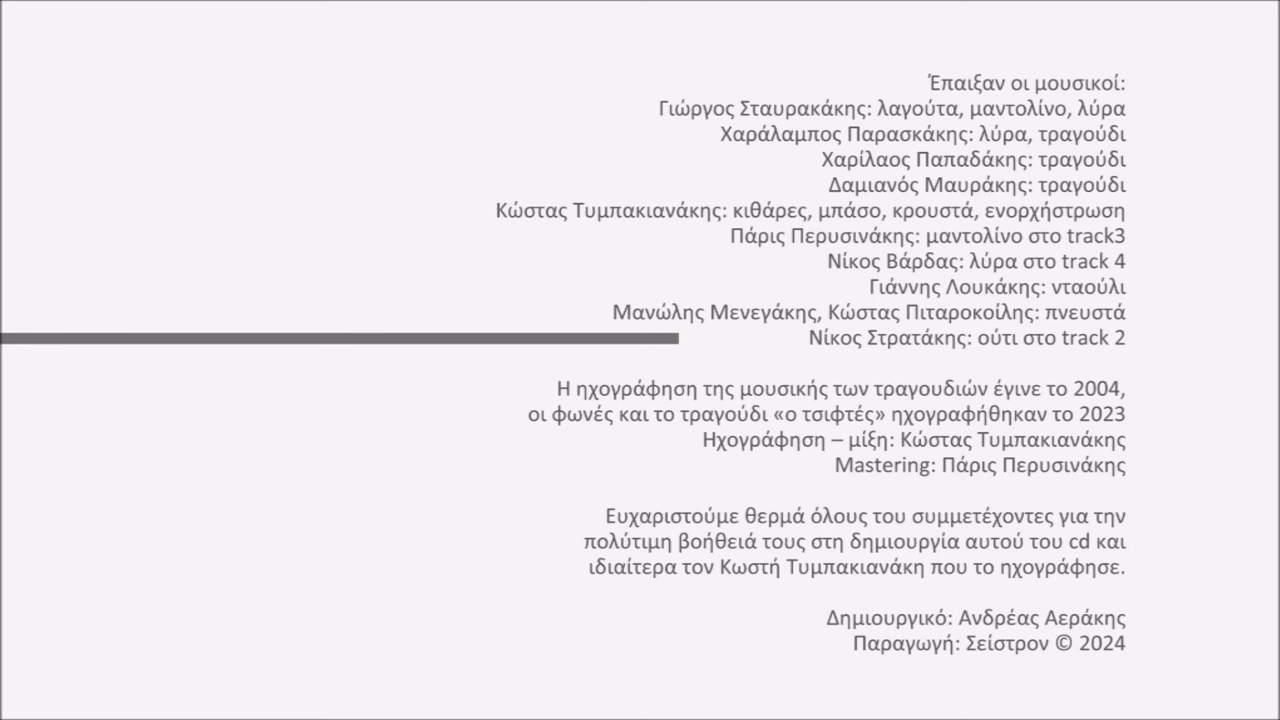 Έπαιξαν οι μουσικοί:
Γιώργος Σταυρακάκης: λαγούτα, μαντολίνο, λύρα
Χαράλαμπος Παρασκάκης: λύρα, τραγούδι
Χαρίλαος Παπαδάκης: τραγούδι
Δαμιανός Μαυράκης: τραγούδι
Κώστας Τυμπακιανάκης: κιθάρες, μπάσο, κρουστά, ενορχήστρωση
Πάρις Περυσινάκης: μαντολίνο στο track3
Νίκος Βάρδας: λύρα στο track 4
Γιάννης Λουκάκης: νταούλι
Μανώλης Μενεγάκης, Κώστας Πιταροκοίλης: πνευστά
Νίκος Στρατάκης: ούτι στο track 2
Η ηχογράφηση της μουσικής των τραγουδιών έγινε το 2004,
οι φωνές και το τραγούδι «ο τσιφτές» ηχογραφήθηκαν το 2023
Ηχογράφηση – μίξη: Κώστας Τυμπακιανάκης
Mastering: Πάρις Περυσινάκης
Ευχαριστούμε θερμά όλους του συμμετέχοντες για την
πολύτιμη βοήθειά τους στη δημιουργία αυτού του cd και
ιδιαίτερα τον Κωστή Τυμπακιανάκη που το ηχογράφησε.
Δημιουργικό: Ανδρέας Αεράκης
Παραγωγή: Σείστρον © 2024